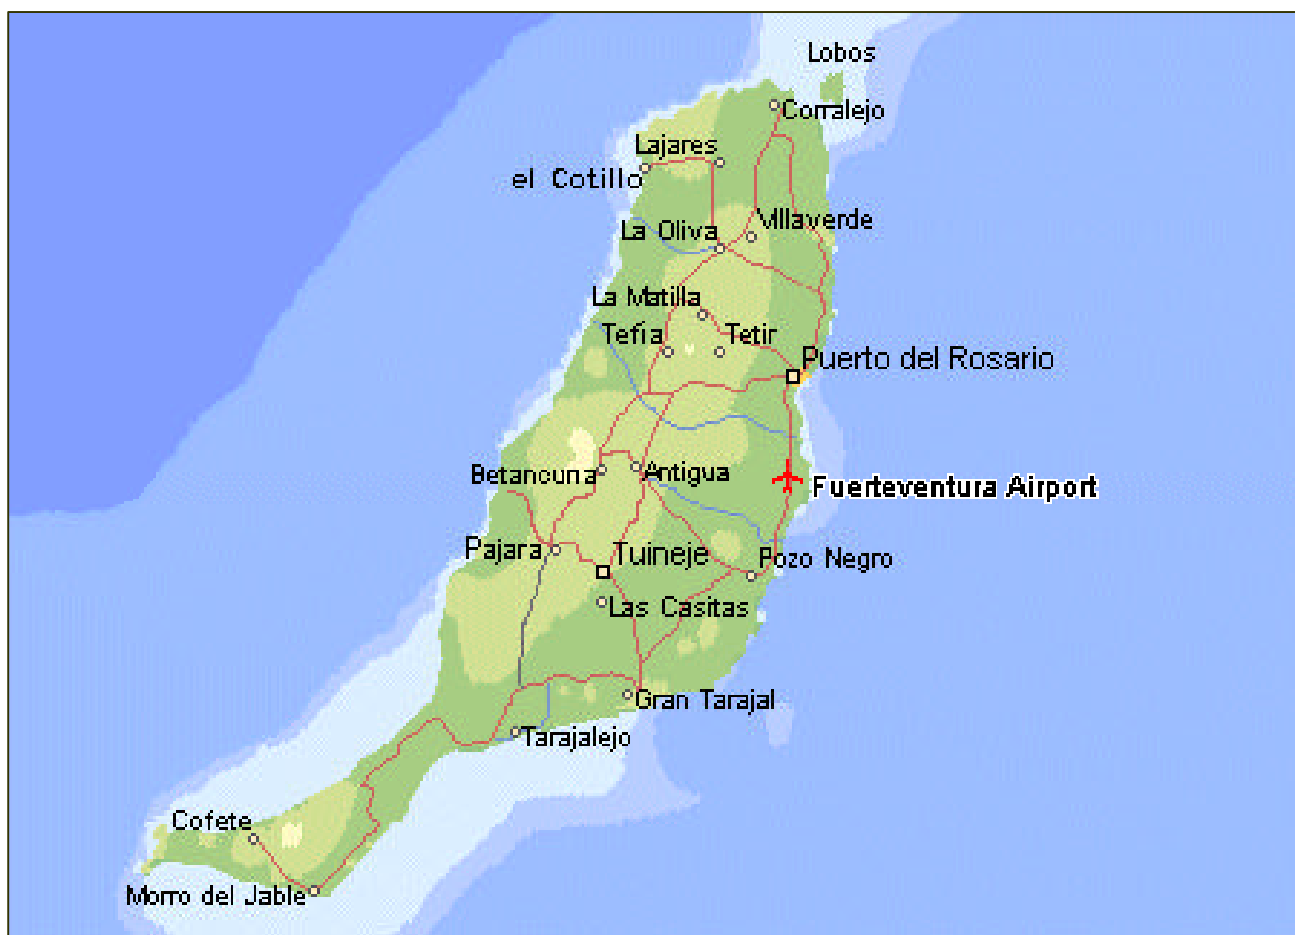 Lobos
Corralejo
Lajares
el Cotillo
Villaverde
La Oliva
La Matilla
Tefía
Tetir
Puerto del Rosario
Betancuria
Antigua
Fuerteventura Airport
Pajara
Tuineje
Pozo Negro
Las Casitas
Gran Tarajal
Tarajalejo
Cofete
Morro del Jable